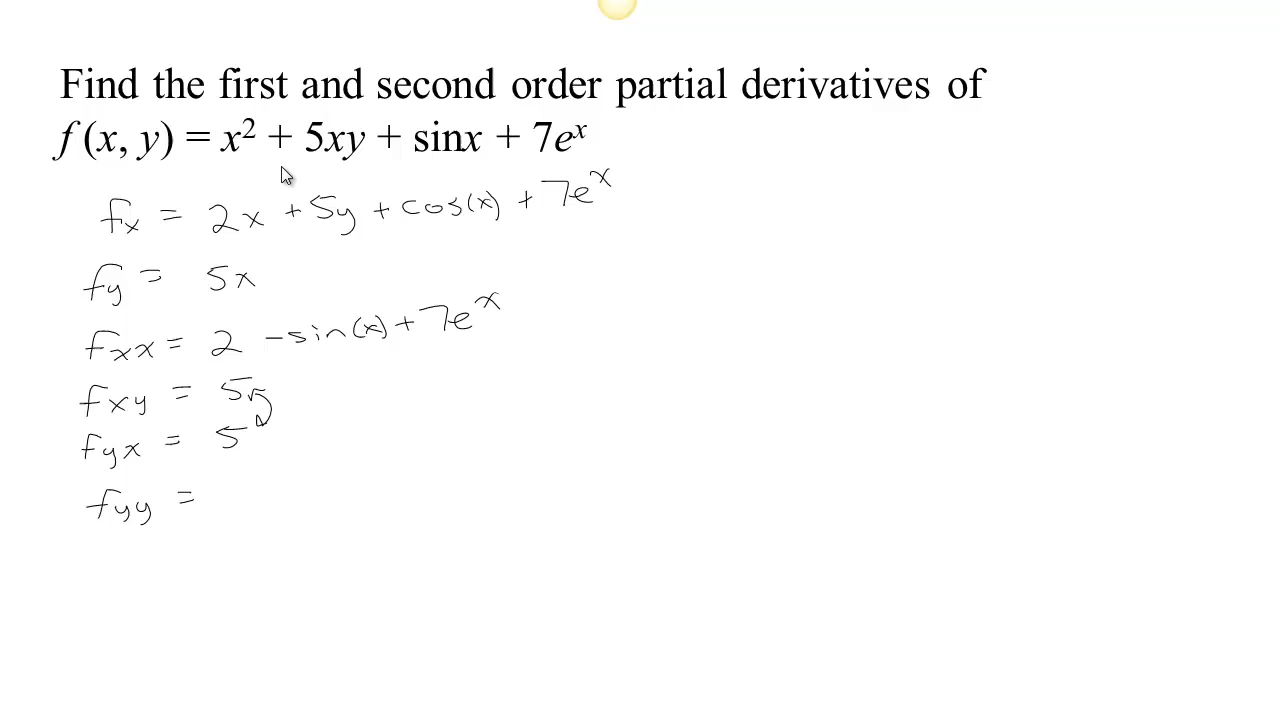 Find the first and second order partial derivatives of
f (x, y) = x² + 5xy + sinx + 7eˣ
fx = 2x + 5y + cos(x) + 7eˣ
fy = 5x
fxx = 2 - sin(x) + 7eˣ
fxy = 5
fyx = 5
fyy =